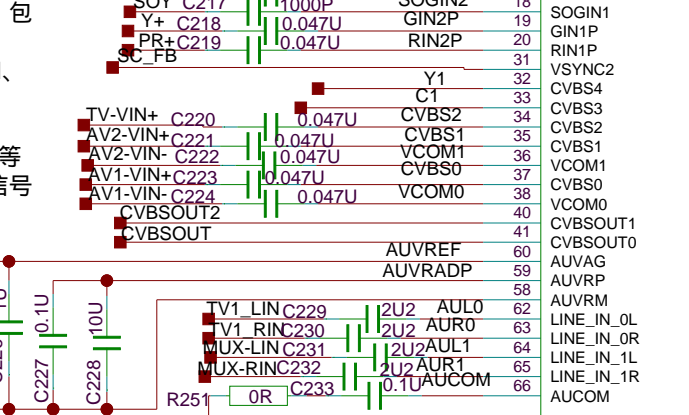 SOY C217 1000P SOGIN2 18 SOGIN1
包
Y+ C218 0.047U GIN2P 19 GIN1P
PR+ C219 0.047U RIN2P 20 RIN1P
SC_FB 31 VSYNC2
、
Y1 32 CVBS4
C1 33 CVBS3
TV-VIN+ C220 0.047U CVBS2 34 CVBS2
AV2-VIN+ C221 0.047U CVBS1 35 CVBS1
等
AV2-VIN- C222 0.047U VCOM1 36 VCOM1
AV1-VIN+ C223 0.047U CVBS0 37 CVBS0
信号
AV1-VIN- C224 0.047U VCOM0 38 VCOM0
CVBSOUT2 40 CVBSOUT1
CVBSOUT 41 CVBSOUT0
AUVREF 60 AUVAG
AUVRADP 59 AUVRP
58 AUVRM
TV1_LIN C229 2U2 AUL0 62 LINE_IN_0L
TV1_RIN C230 2U2 AUR0 63 LINE_IN_0R
MUX-LIN C231 2U2 AUL1 64 LINE_IN_1L
MUX-RIN C232 2U2 AUR1 65 LINE_IN_1R
R251 0R C233 0.1U AUCOM 66 AUCOM
C227 0.1U
C228 10U